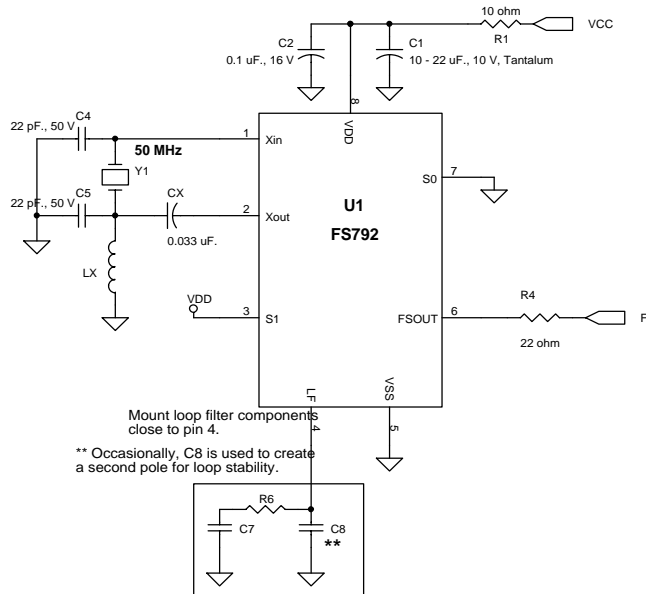 10 ohm
VCC
R1
C2
C1
0.1 uF., 16 V
10 - 22 uF., 10 V, Tantalum
8
VDD
C4
22 pF., 50 V
1
Xin
50 MHz
Y1
7
S0
C5
22 pF., 50 V
CX
2
Xout
U1
FS792
0.033 uF.
LX
VDD
3
S1
FSOUT
6
R4
F
22 ohm
LF
VSS
4
5
Mount loop filter components
close to pin 4.
** Occasionally, C8 is used to create
a second pole for loop stability.
R6
C7
C8
**